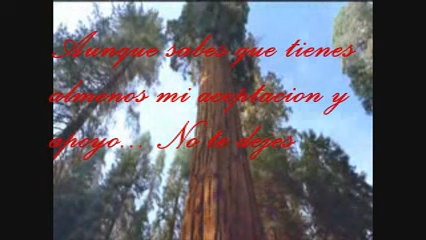 Aunque sabes que tienes
almenos mi aceptacion y
apoyo... No te dejes